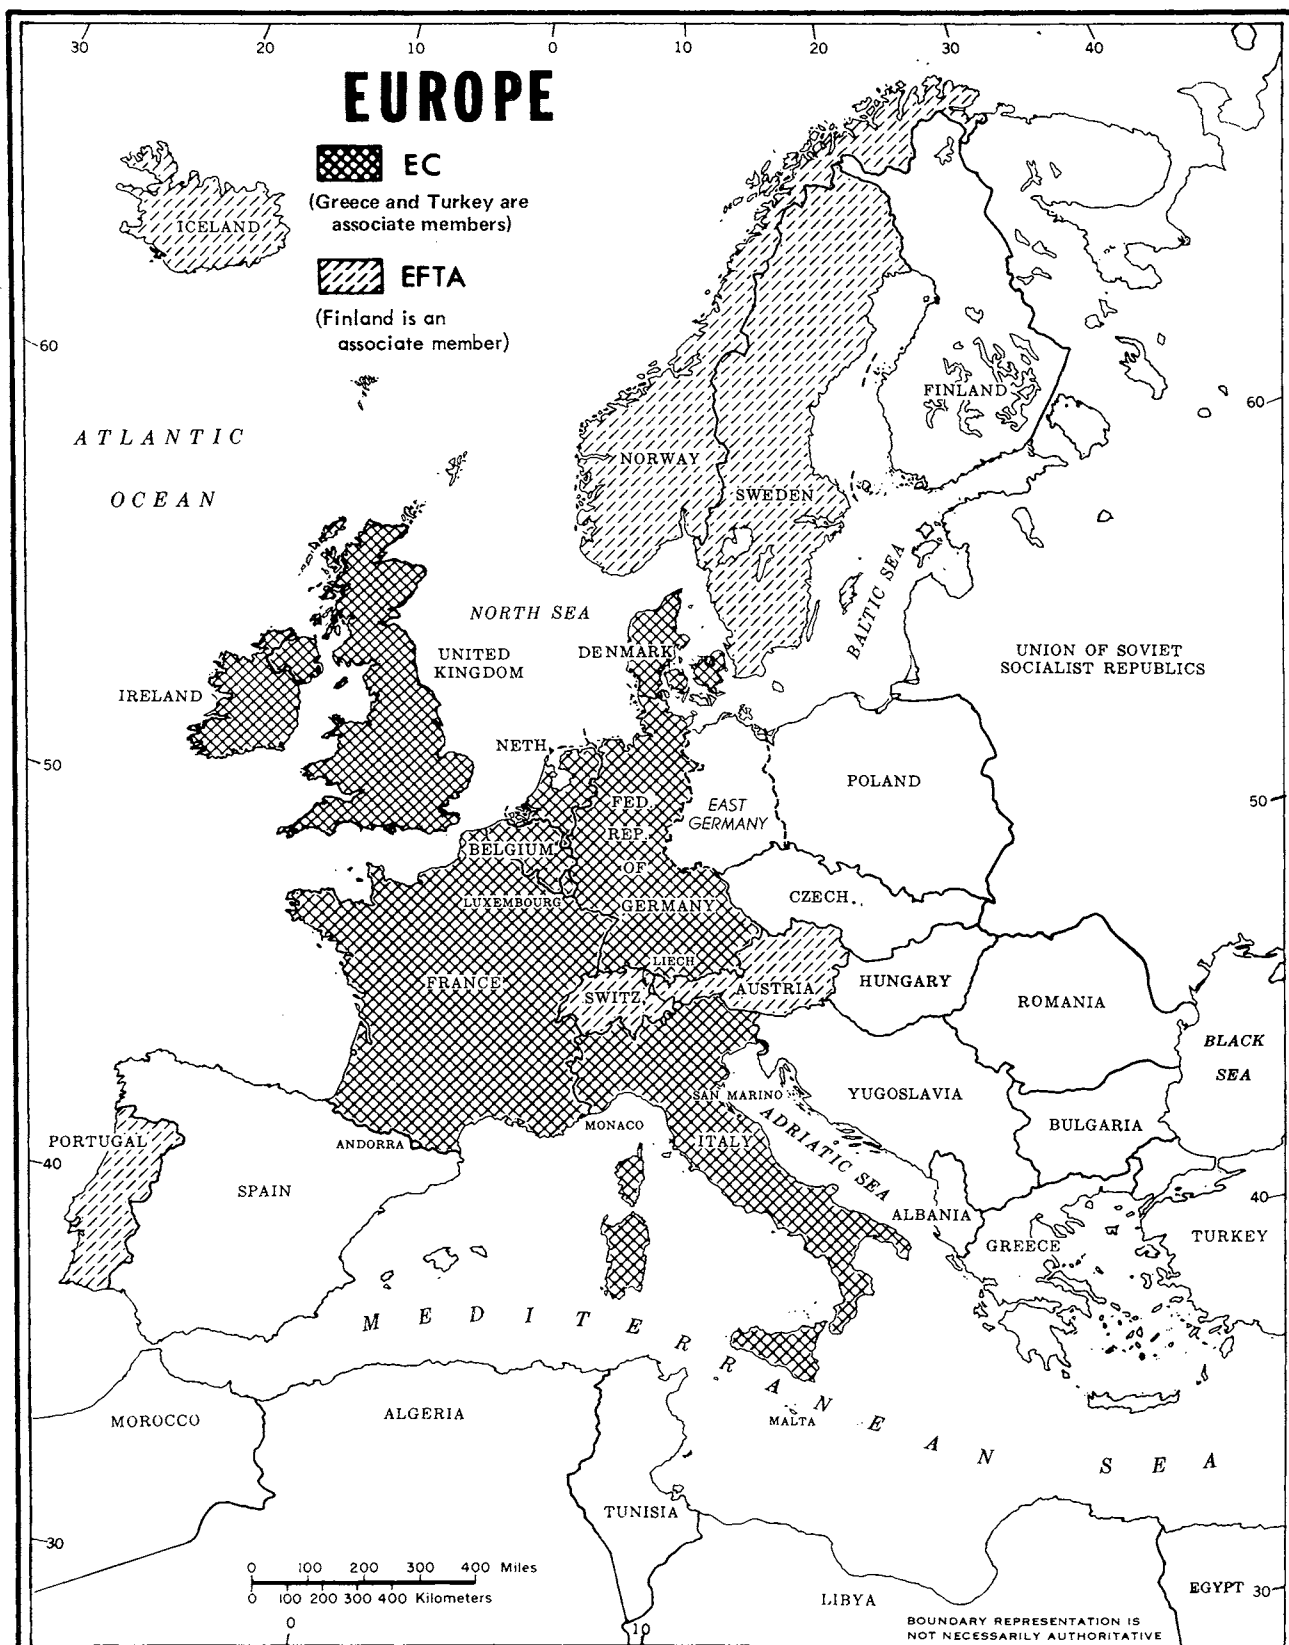 30 20 10 0 10 20 30 40
EUROPE
EC
(Greece and Turkey are
associate members)
ICELAND
EFTA
(Finland is an
associate member)
60
FINLAND
60
ATLANTIC
OCEAN
NORWAY
SWEDEN
BALTIC SEA
NORTH SEA
DENMARK
UNITED
KINGDOM
UNION OF SOVIET
SOCIALIST REPUBLICS
IRELAND
NETH.
50
POLAND
50
FED.
REP.
OF
GERMANY
EAST
GERMANY
BELGIUM
LUXEMBOURG
CZECH.
LIECH
FRANCE
SWITZ.
AUSTRIA
HUNGARY
ROMANIA
BLACK
SEA
SAN MARINO
YUGOSLAVIA
MONACO
ADRIATIC SEA
BULGARIA
PORTUGAL
ANDORRA
ITALY
40
SPAIN
40
ALBANIA
GREECE
TURKEY
MEDITERRANEAN SEA
MOROCCO
ALGERIA
MALTA
TUNISIA
30
0 100 200 300 400 Miles
0 100 200 300 400 Kilometers
LIBYA
EGYPT
30
0 10
BOUNDARY REPRESENTATION IS
NOT NECESSARILY AUTHORITATIVE